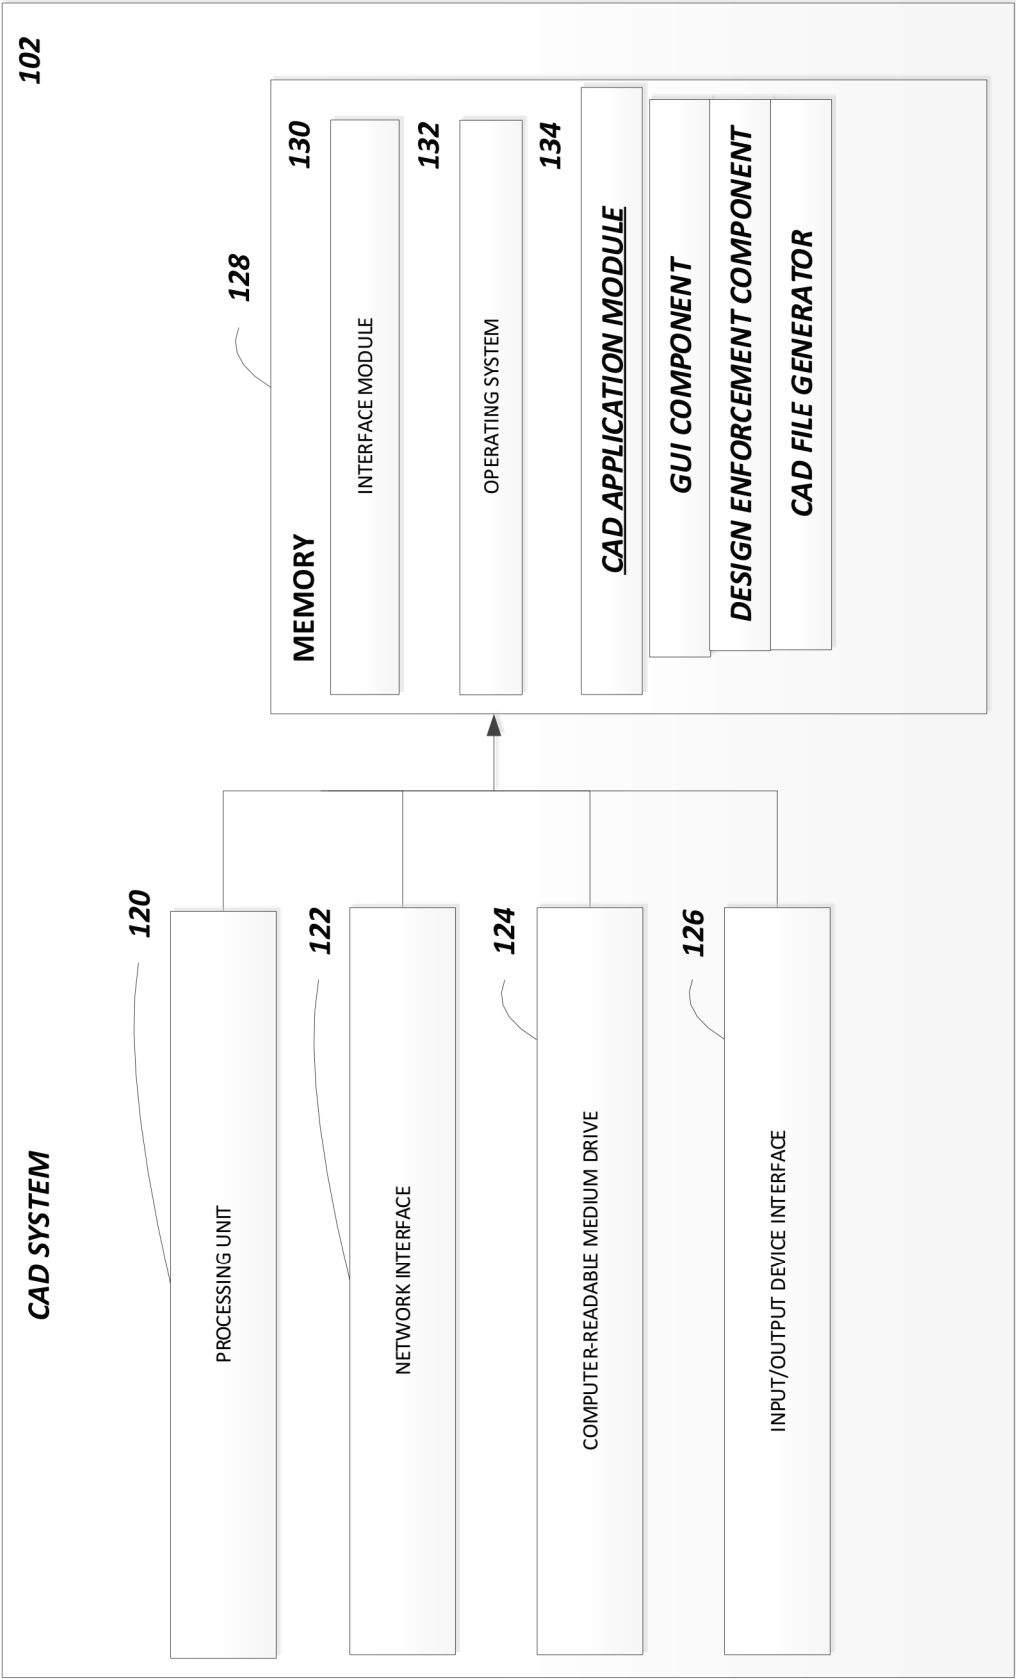 CAD SYSTEM
102
120
PROCESSING UNIT
122
NETWORK INTERFACE
124
COMPUTER-READABLE MEDIUM DRIVE
126
INPUT/OUTPUT DEVICE INTERFACE
128
MEMORY
130
INTERFACE MODULE
132
OPERATING SYSTEM
134
CAD APPLICATION MODULE
GUI COMPONENT
DESIGN ENFORCEMENT COMPONENT
CAD FILE GENERATOR